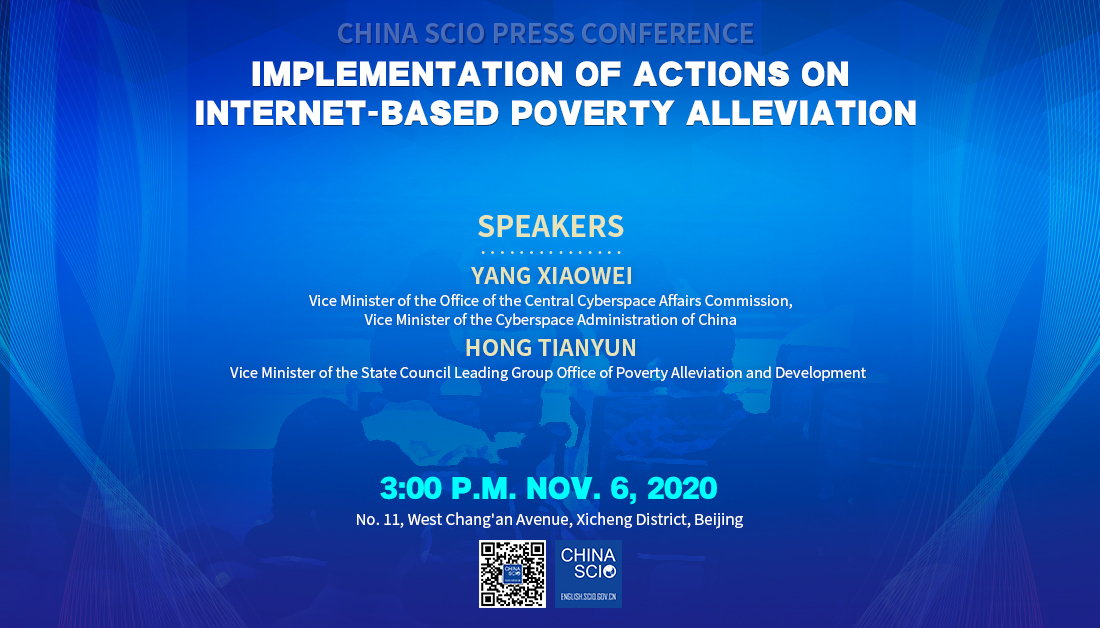 CHINA SCIO PRESS CONFERENCE
IMPLEMENTATION OF ACTIONS ON
INTERNET-BASED POVERTY ALLEVIATION
SPEAKERS
YANG XIAOWEI
Vice Minister of the Office of the Central Cyberspace Affairs Commission,
Vice Minister of the Cyberspace Administration of China
HONG TIANYUN
Vice Minister of the State Council Leading Group Office of Poverty Alleviation and Development
3:00 P.M. NOV. 6, 2020
No. 11, West Chang'an Avenue, Xicheng District, Beijing
CHINA
SCIO
CHINA
SCIO
ENGLISH.SCIO.GOV.CN